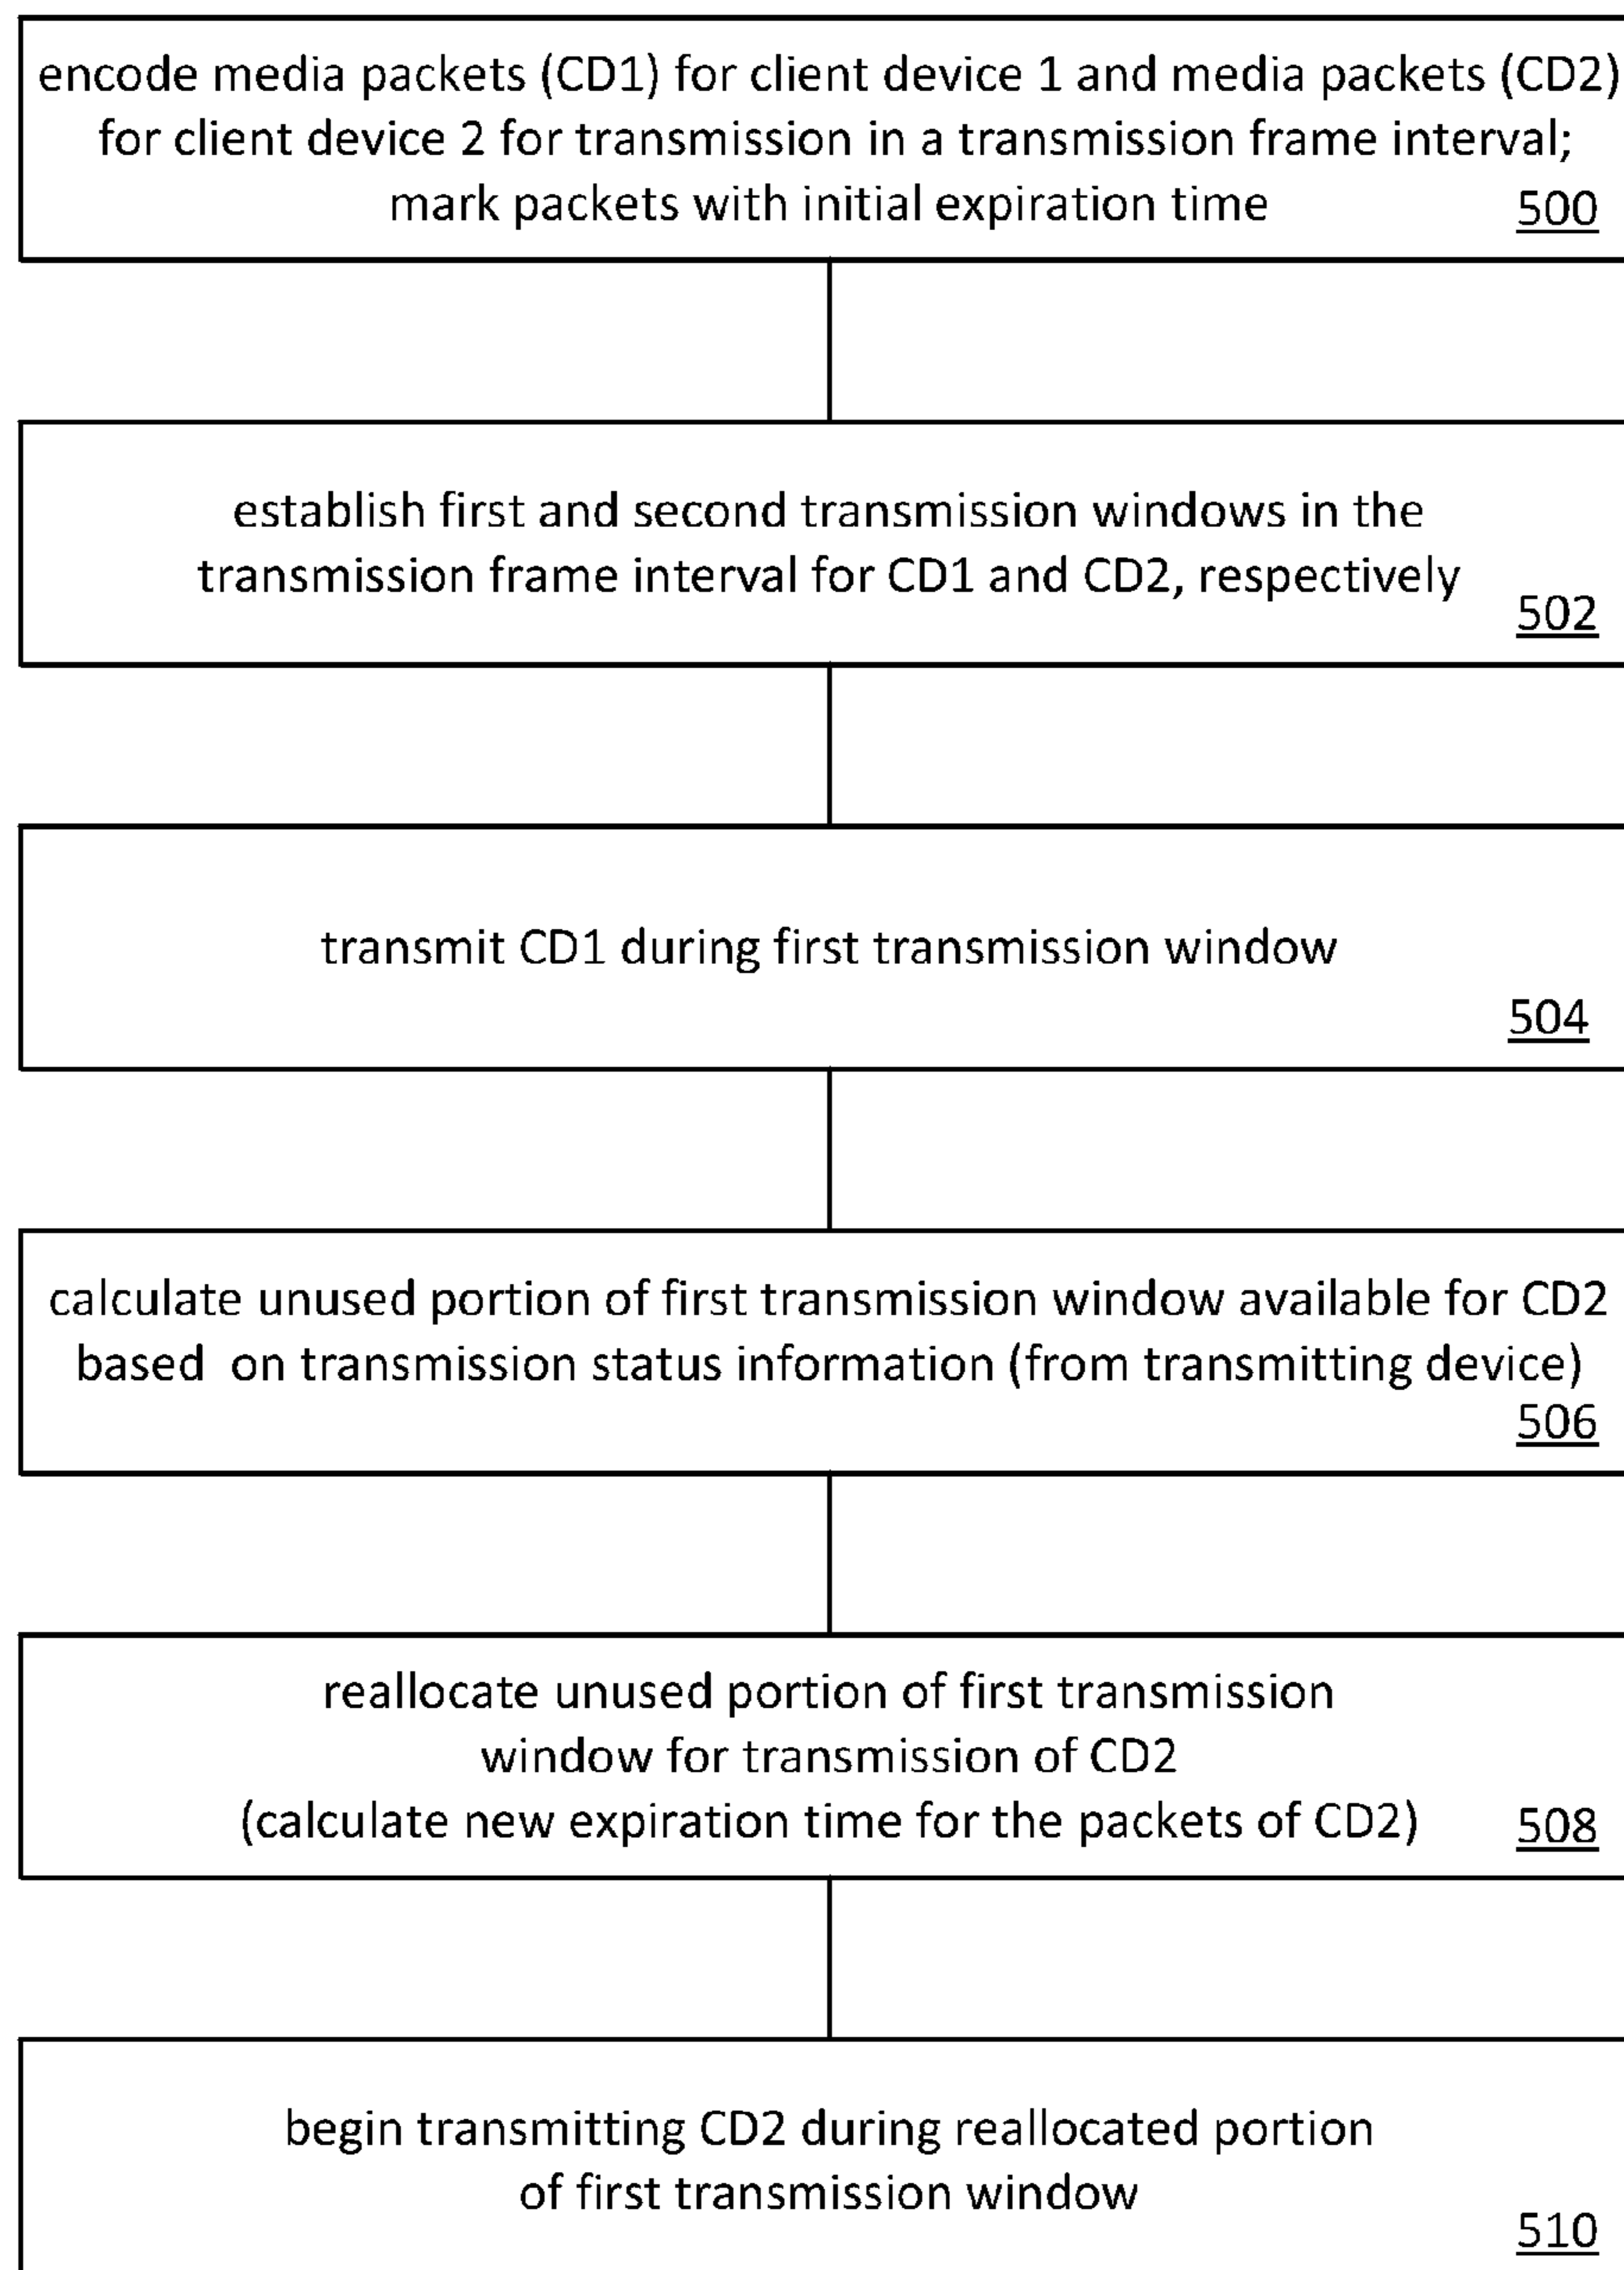 encode media packets (CD1) for client device 1 and media packets (CD2)
for client device 2 for transmission in a transmission frame interval;
mark packets with initial expiration time
500
establish first and second transmission windows in the
transmission frame interval for CD1 and CD2, respectively
502
transmit CD1 during first transmission window
504
calculate unused portion of first transmission window available for CD2
based on transmission status information (from transmitting device)
506
reallocate unused portion of first transmission
window for transmission of CD2
(calculate new expiration time for the packets of CD2)
508
begin transmitting CD2 during reallocated portion
of first transmission window
510